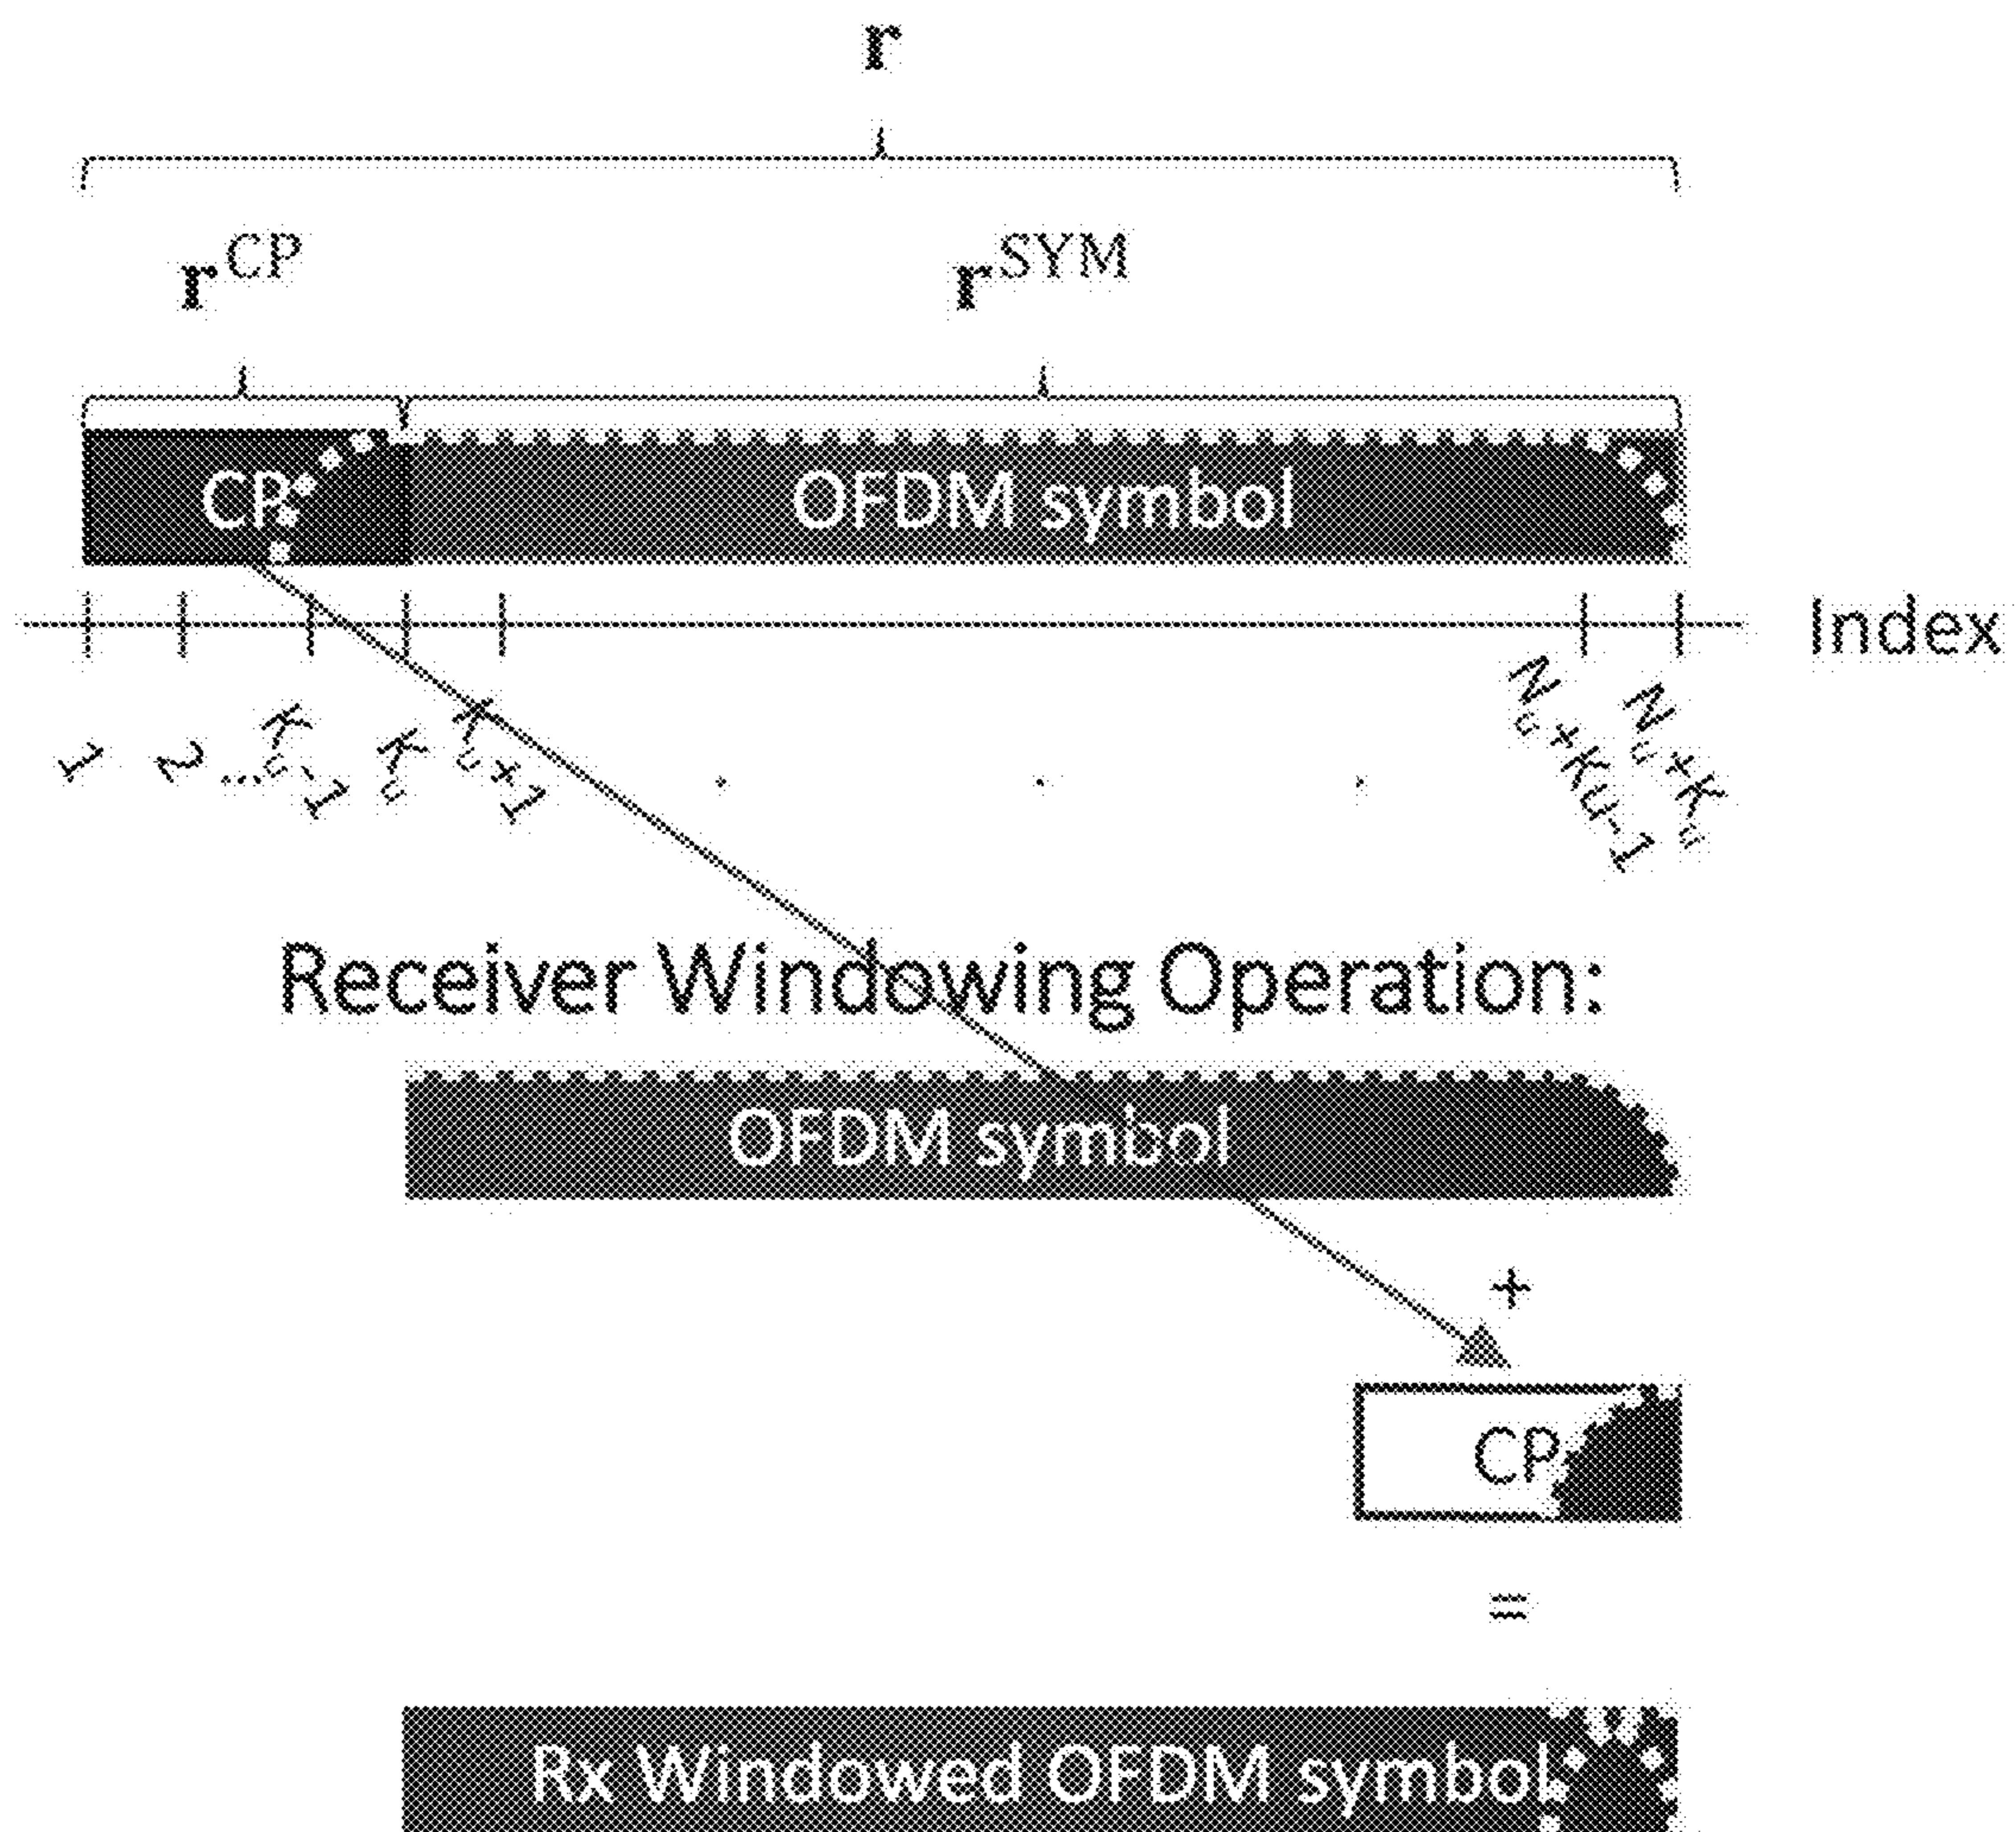 r
r^CP r^SYM
CP OFDM symbol
Index
1 2 ... K_u-1 K_u K_u+1 . . . N_u+K_u-1 N_u+K_u
Receiver Windowing Operation:
OFDM symbol
+
CP
=
Rx Windowed OFDM symbol